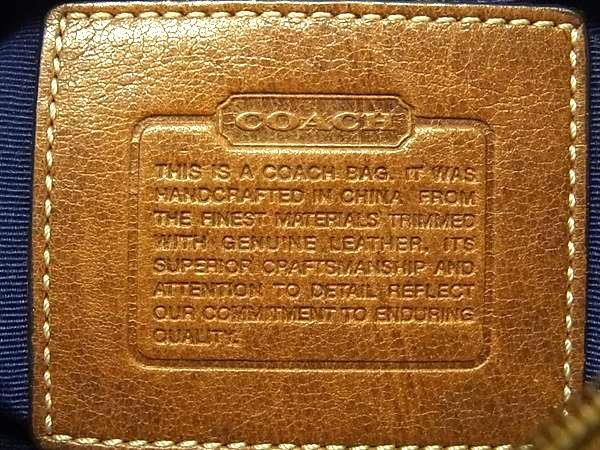 COACH
THIS IS A COACH BAG. IT WAS
HANDCRAFTED IN CHINA FROM
THE FINEST MATERIALS TRIMMED
WITH GENUINE LEATHER. ITS
SUPERIOR CRAFTSMANSHIP AND
ATTENTION TO DETAIL REFLECT
OUR COMMITMENT TO ENDURING
QUALITY.